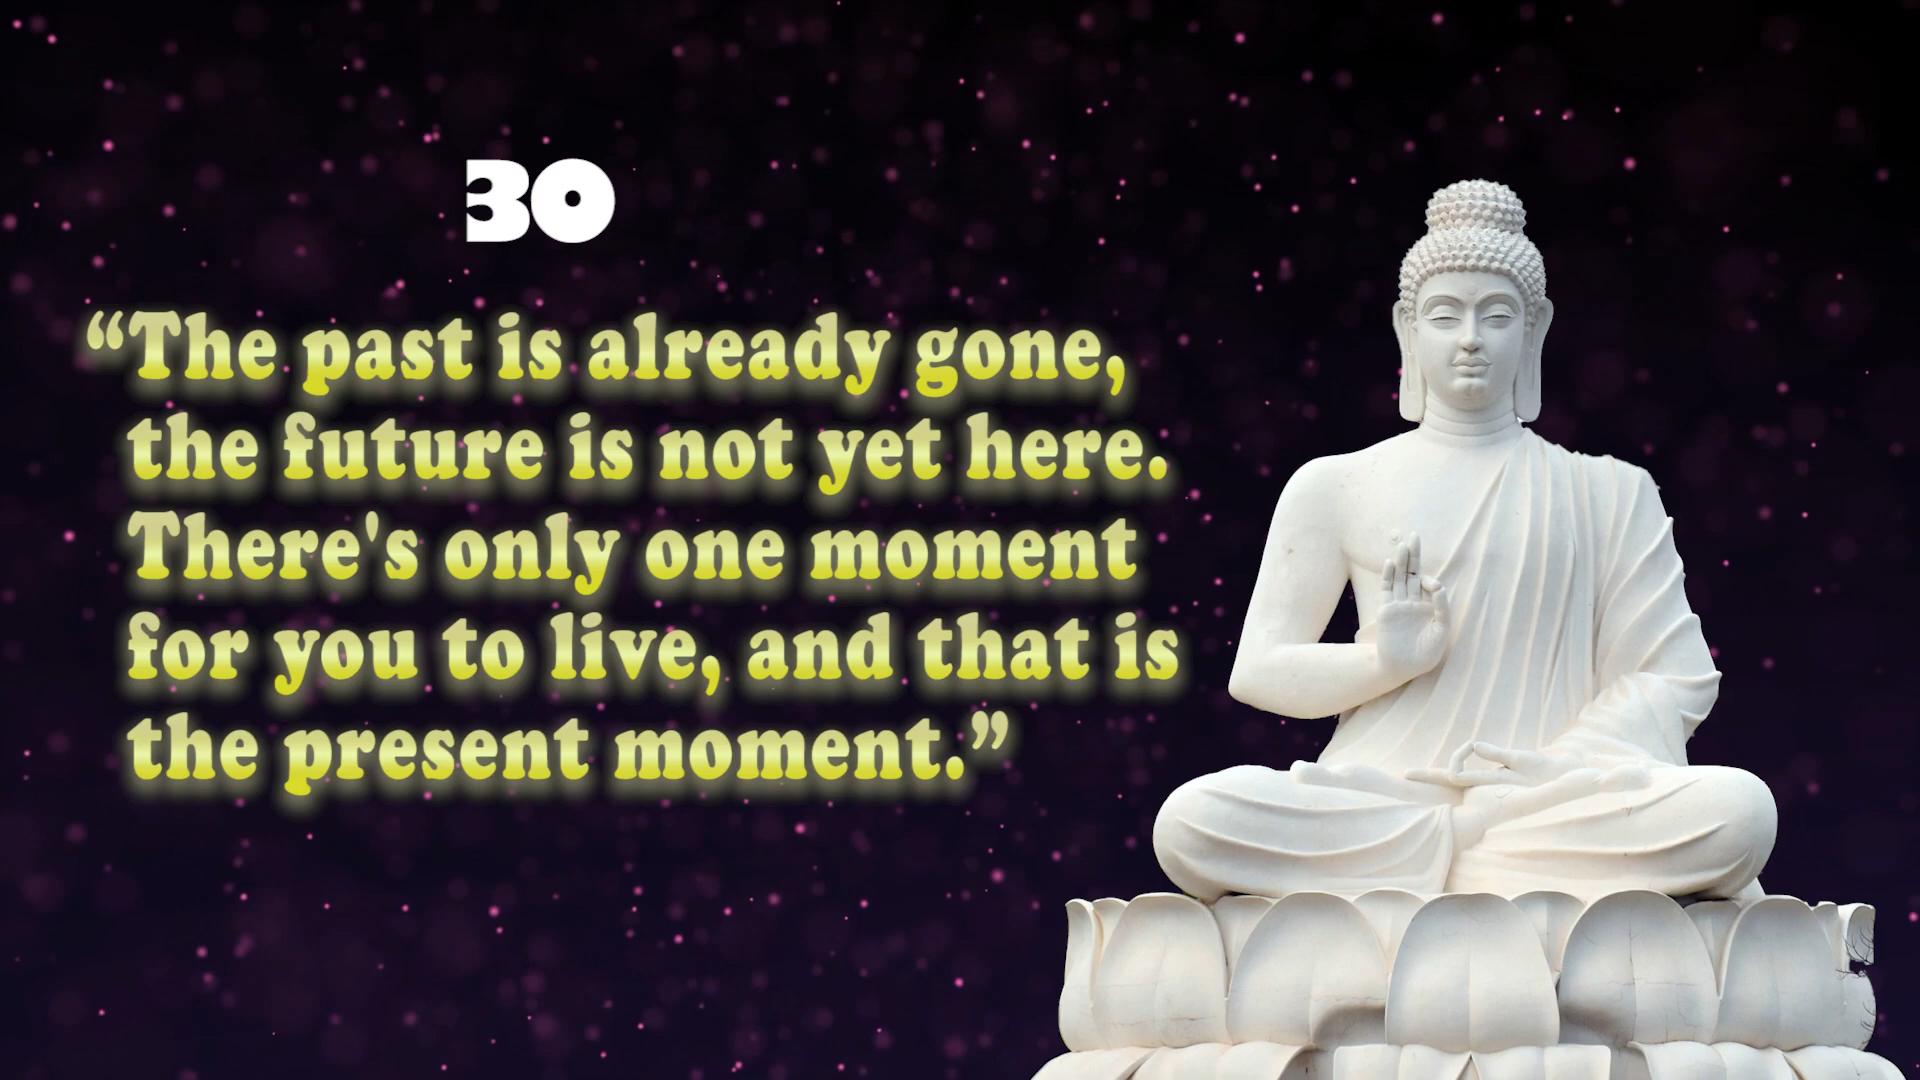 30
“The past is already gone,
the future is not yet here.
There's only one moment
for you to live, and that is
the present moment.”